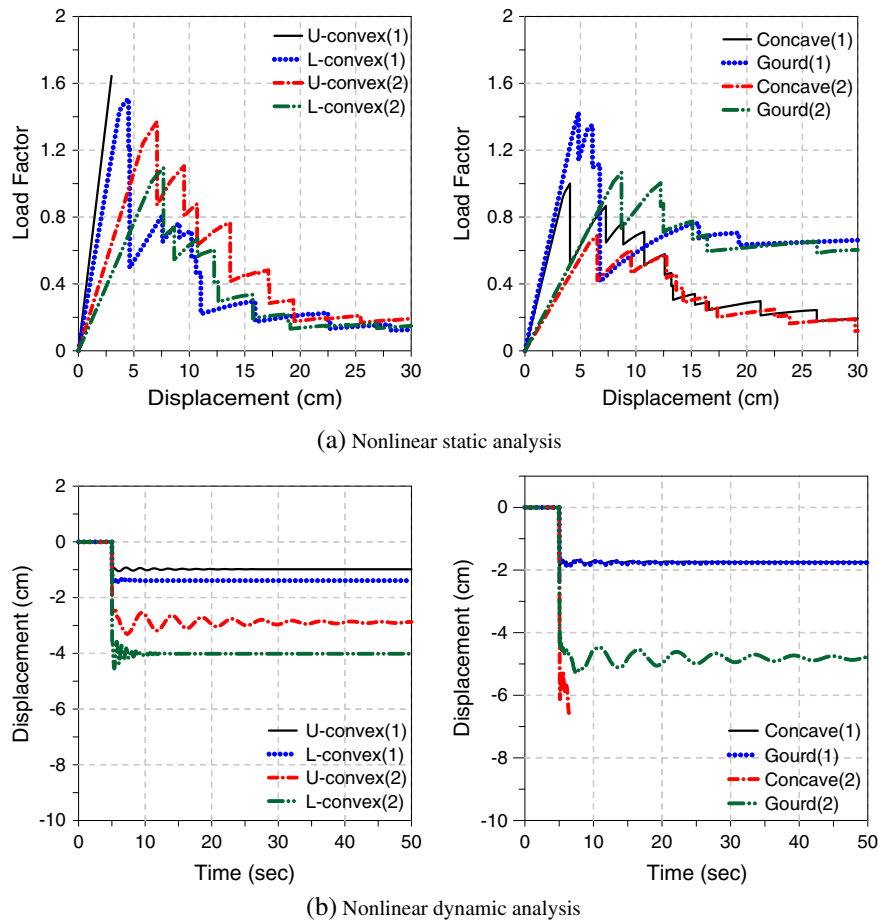 2
1.6
1.2
0.8
0.4
0
Load Factor
0 5 10 15 20 25 30
Displacement (cm)
U-convex(1)
L-convex(1)
U-convex(2)
L-convex(2)
2
1.6
1.2
0.8
0.4
0
Load Factor
0 5 10 15 20 25 30
Displacement (cm)
Concave(1)
Gourd(1)
Concave(2)
Gourd(2)
(a) Nonlinear static analysis
2
0
-2
-4
-6
-8
-10
Displacement (cm)
0 10 20 30 40 50
Time (sec)
U-convex(1)
L-convex(1)
U-convex(2)
L-convex(2)
0
-2
-4
-6
-8
-10
Displacement (cm)
0 10 20 30 40 50
Time (sec)
Concave(1)
Gourd(1)
Concave(2)
Gourd(2)
(b) Nonlinear dynamic analysis